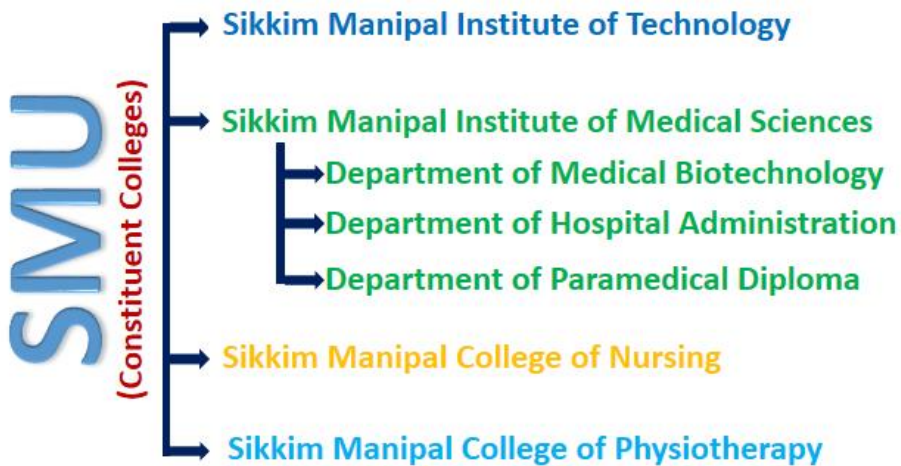 SMU
(Constituent Colleges)
Sikkim Manipal Institute of Technology
Sikkim Manipal Institute of Medical Sciences
Department of Medical Biotechnology
Department of Hospital Administration
Department of Paramedical Diploma
Sikkim Manipal College of Nursing
Sikkim Manipal College of Physiotherapy